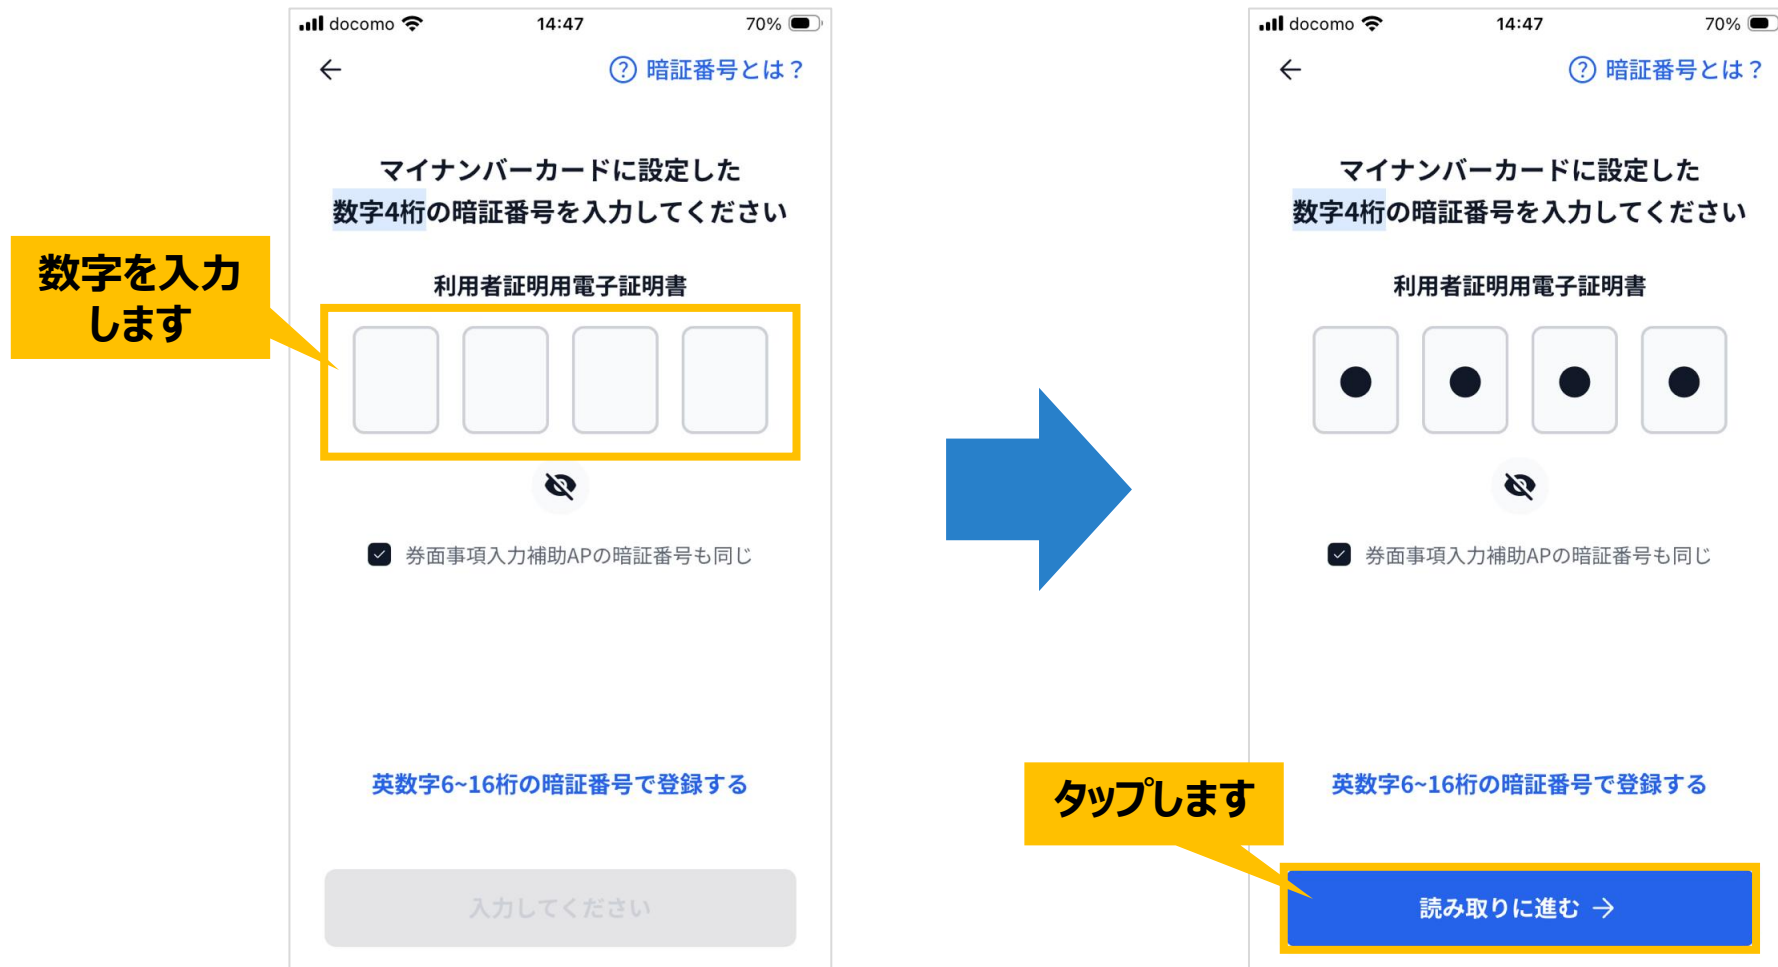 docomo 14:47 70%
暗証番号とは？
マイナンバーカードに設定した
数字4桁の暗証番号を入力してください
数字を入力
します
利用者証明用電子証明書
券面事項入力補助APの暗証番号も同じ
英数字6~16桁の暗証番号で登録する
入力してください
docomo 14:47 70%
暗証番号とは？
マイナンバーカードに設定した
数字4桁の暗証番号を入力してください
利用者証明用電子証明書
券面事項入力補助APの暗証番号も同じ
タップします
英数字6~16桁の暗証番号で登録する
読み取りに進む →